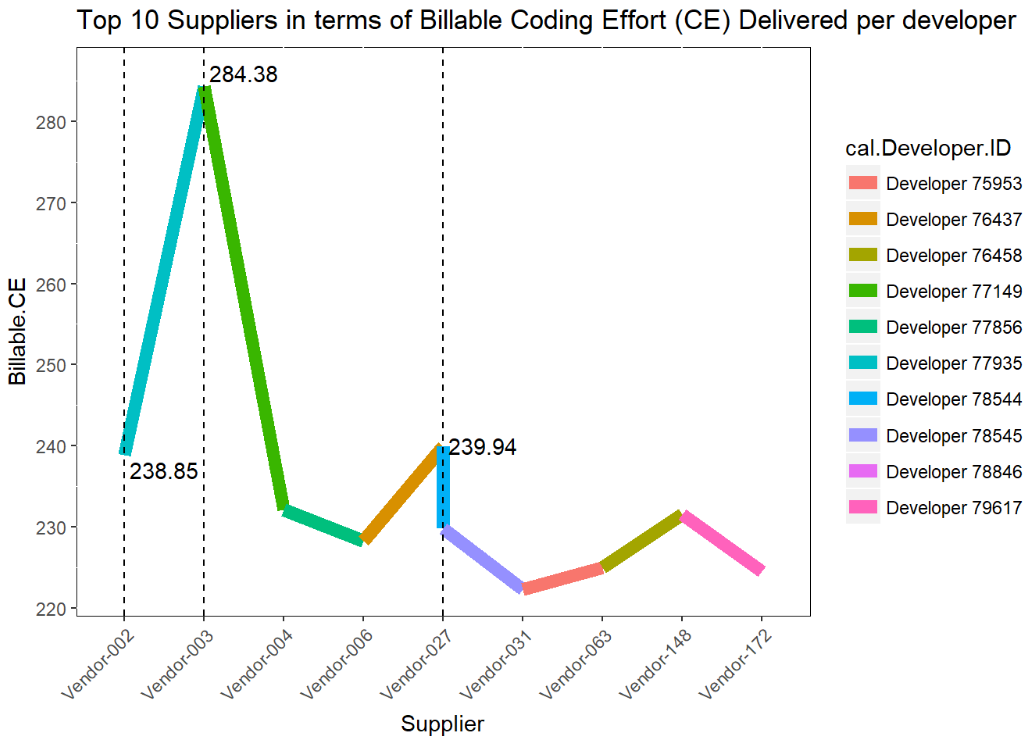 Top 10 Suppliers in terms of Billable Coding Effort (CE) Delivered per developer
284.38
238.85
239.94
Billable.CE
280
270
260
250
240
230
220
Vendor-002
Vendor-003
Vendor-004
Vendor-006
Vendor-027
Vendor-031
Vendor-063
Vendor-148
Vendor-172
Supplier
cal.Developer.ID
Developer 75953
Developer 76437
Developer 76458
Developer 77149
Developer 77856
Developer 77935
Developer 78544
Developer 78545
Developer 78846
Developer 79617